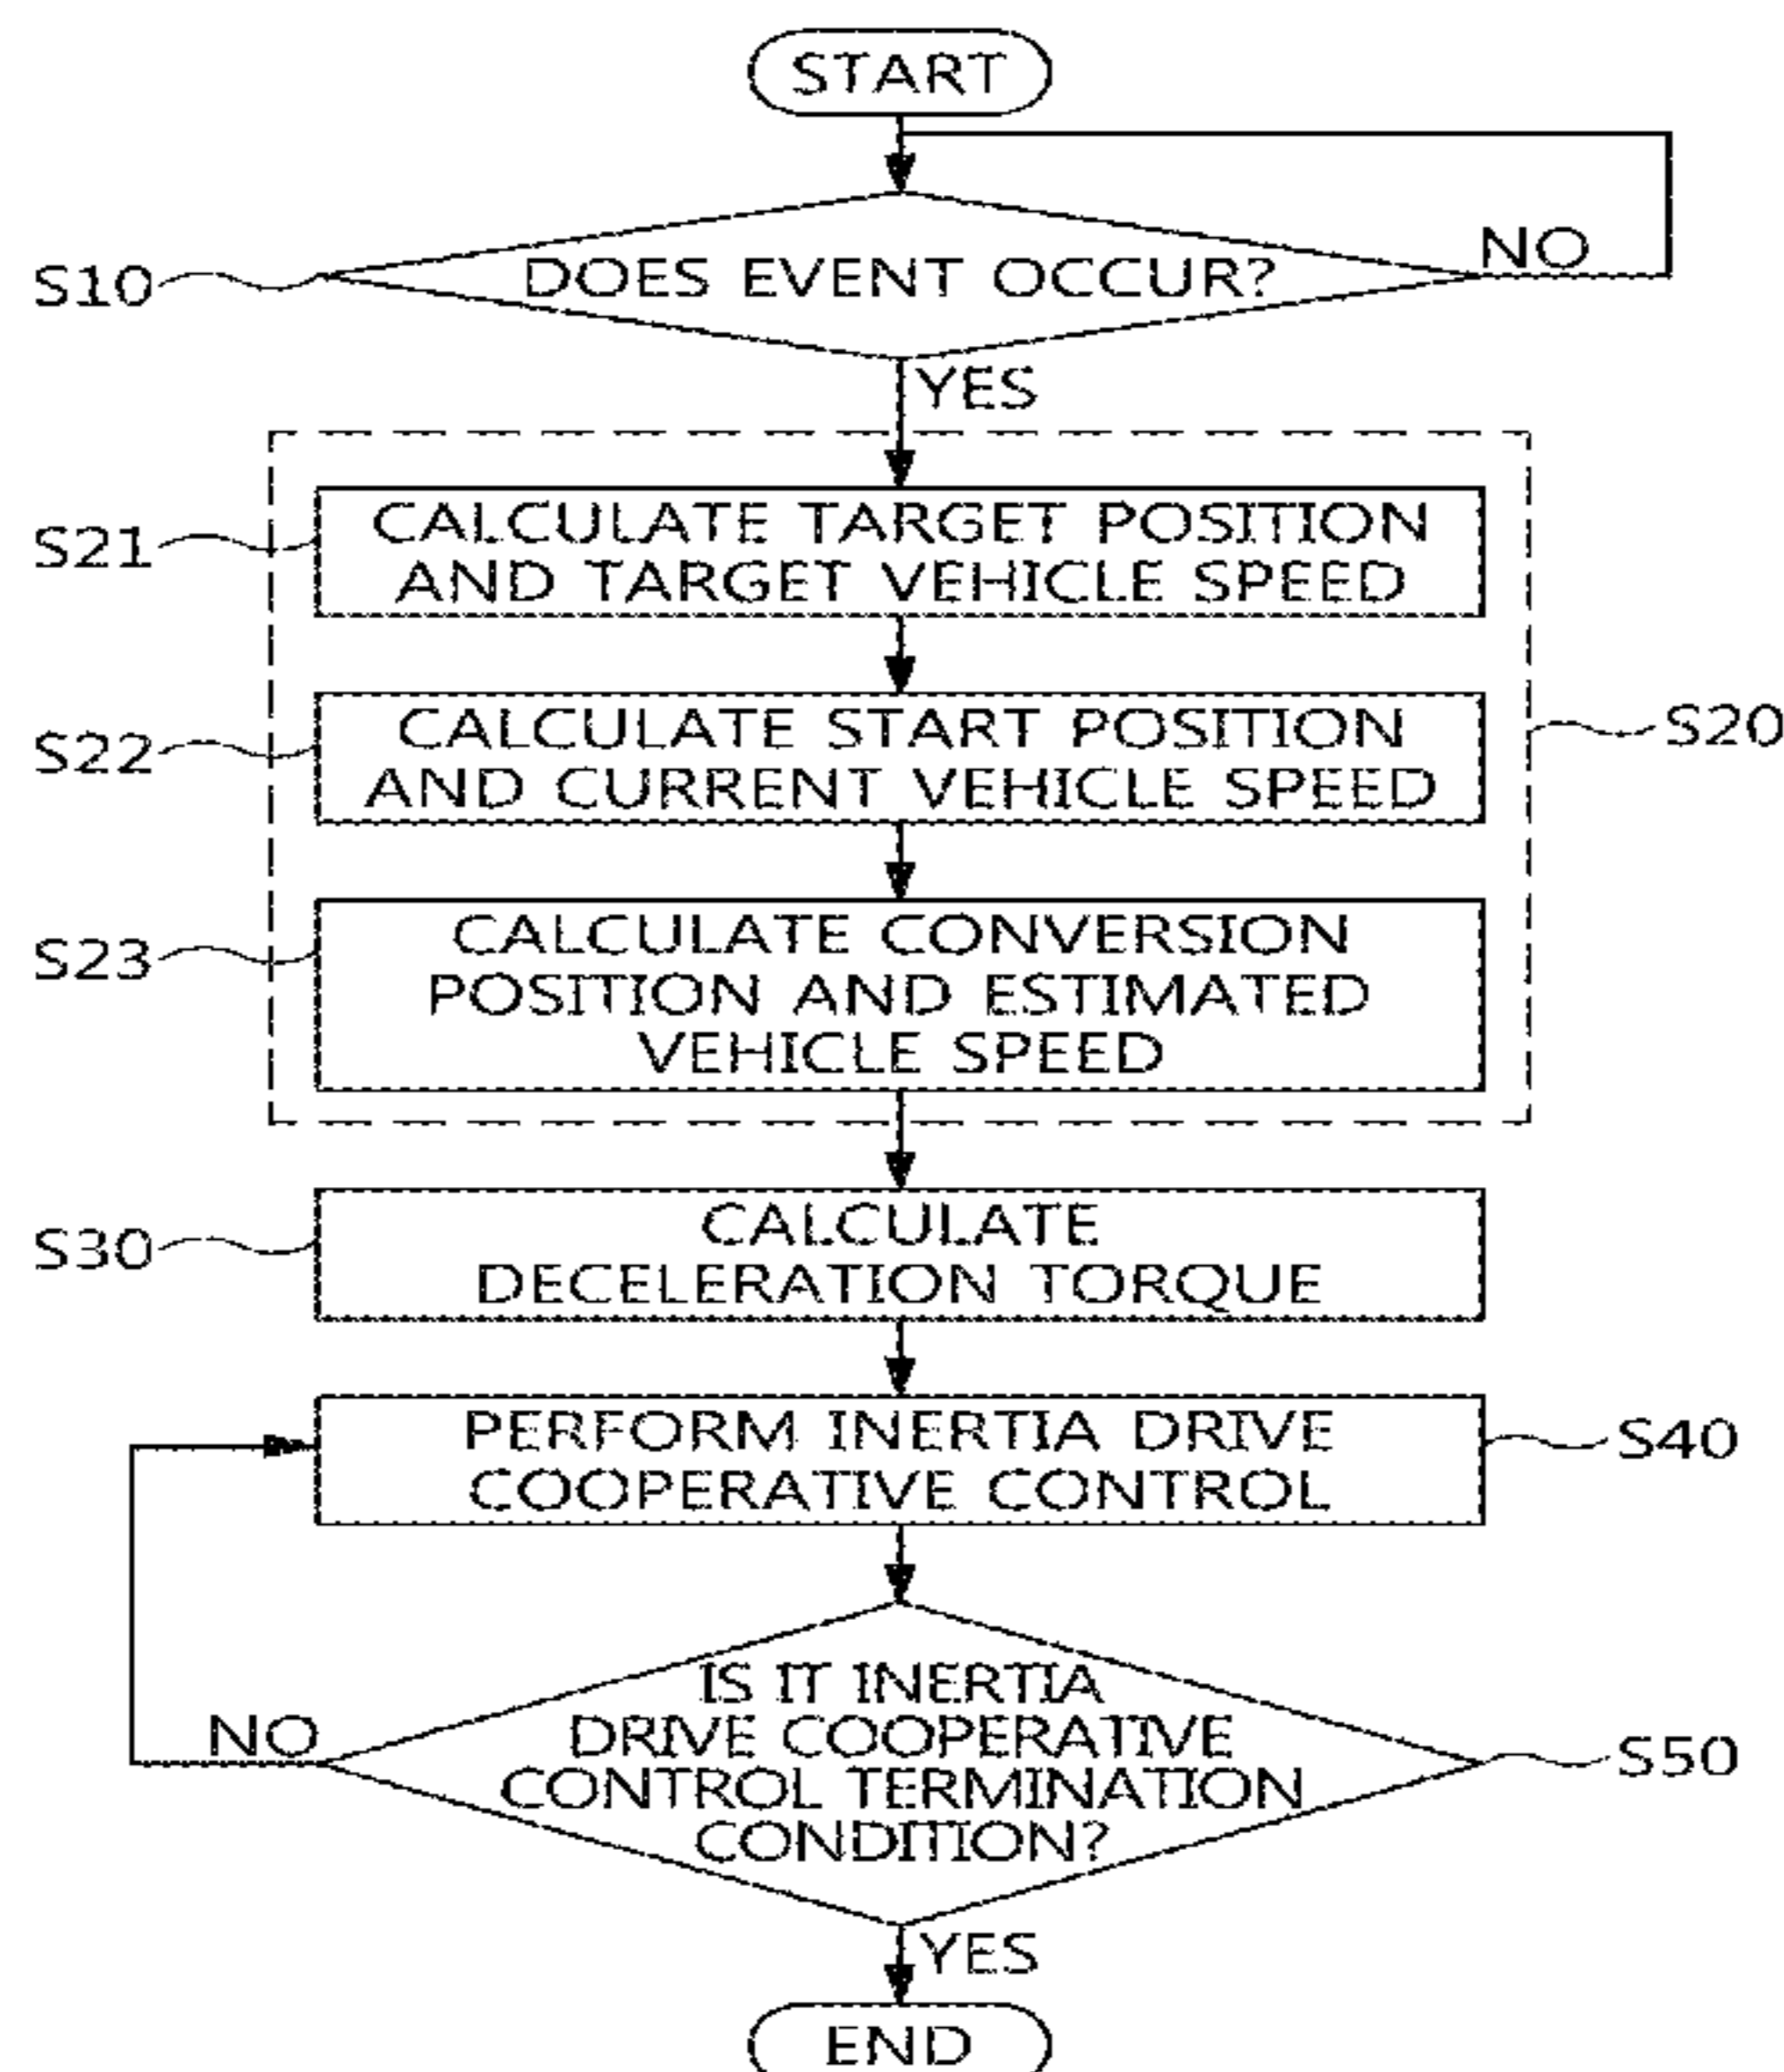 START
S10
DOES EVENT OCCUR?
NO
YES
S21
CALCULATE TARGET POSITION
AND TARGET VEHICLE SPEED
S22
CALCULATE START POSITION
AND CURRENT VEHICLE SPEED
S20
S23
CALCULATE CONVERSION
POSITION AND ESTIMATED
VEHICLE SPEED
S30
CALCULATE
DECELERATION TORQUE
PERFORM INERTIA DRIVE
COOPERATIVE CONTROL
S40
NO
IS IT INERTIA
DRIVE COOPERATIVE
CONTROL TERMINATION
CONDITION?
S50
YES
END